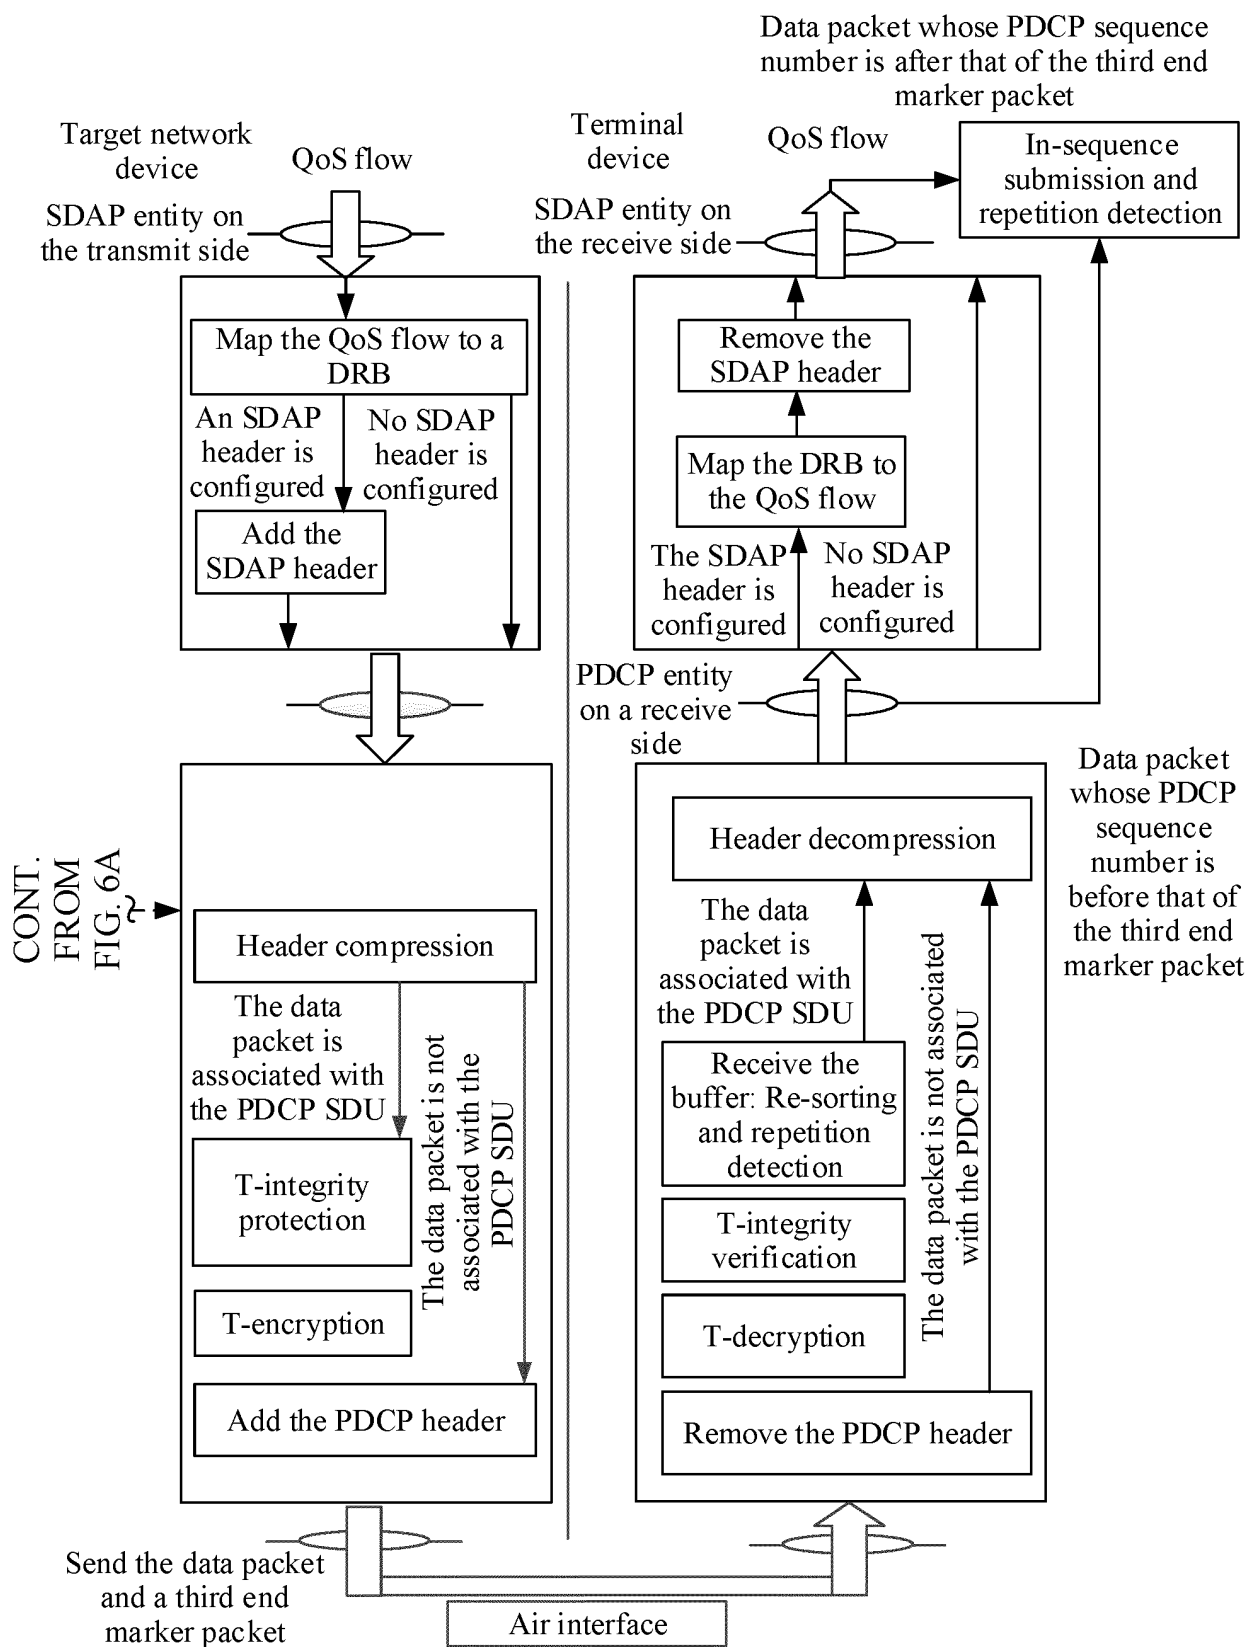 Data packet whose PDCP sequence
number is after that of the third end
marker packet
Target network
device
QoS flow
Terminal
device
QoS flow
In-sequence
submission and
repetition detection
SDAP entity on
the transmit side
SDAP entity on
the receive side
Map the QoS flow to a
DRB
An SDAP
header is
configured
No SDAP
header is
configured
Add the
SDAP header
Remove the
SDAP header
Map the DRB to
the QoS flow
The SDAP
header is
configured
No SDAP
header is
configured
PDCP entity
on a receive
side
CONT.
FROM
FIG. 6A
Header compression
The data
packet is
associated with
the PDCP SDU
The data packet is not
associated with the
PDCP SDU
T-integrity
protection
T-encryption
Add the PDCP header
Header decompression
The data
packet is
associated with
the PDCP SDU
The data packet is not associated
with the PDCP SDU
Receive the
buffer: Re-sorting
and repetition
detection
T-integrity
verification
T-decryption
Remove the PDCP header
Data packet
whose PDCP
sequence
number is
before that of
the third end
marker packet
Send the data packet
and a third end
marker packet
Air interface